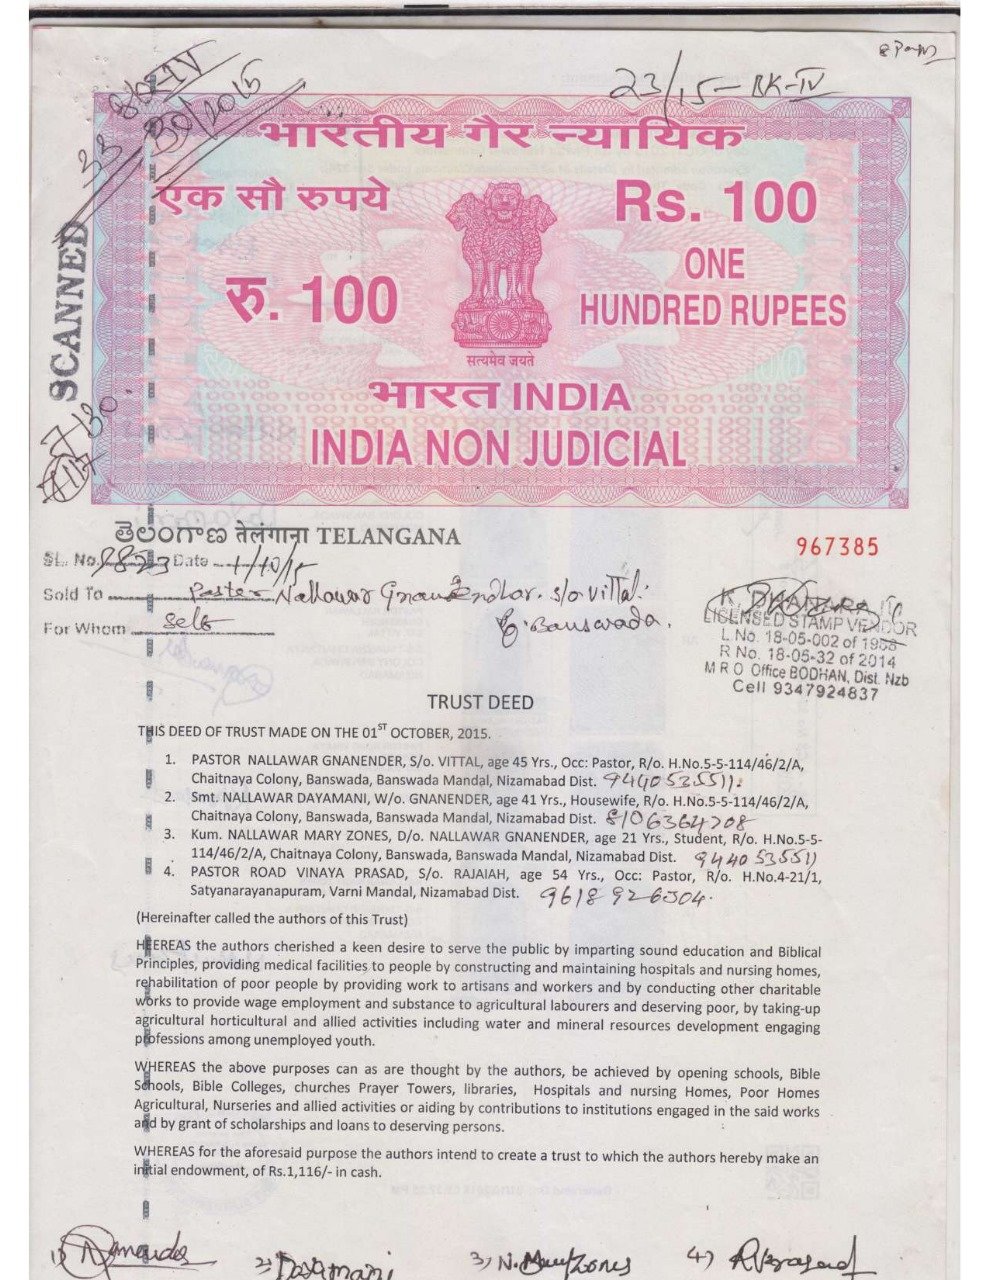 23/15-BK-IV
30/2015
SCANNED
भारतीय गैर न्यायिक
एक सौ रुपये
Rs. 100
रु. 100
ONE
HUNDRED RUPEES
सत्यमेव जयते
भारत INDIA
INDIA NON JUDICIAL
తెలంగాణ तेलंगाना TELANGANA
967385
SL. No. 2823 Date 1/10/15
Sold To Paster Nallawar Gnanendhar. S/o Vittal.
For Whom Self
Banswada.
LICENSED STAMP VENDOR
L No. 18-05-002 of 1988
R No. 18-05-32 of 2014
M R O Office BODHAN, Dist. Nzb
Cell 9347924837
TRUST DEED
THIS DEED OF TRUST MADE ON THE 01ST OCTOBER, 2015.
1. PASTOR NALLAWAR GNANENDER, S/o. VITTAL, age 45 Yrs., Occ: Pastor, R/o. H.No.5-5-114/46/2/A,
Chaitnaya Colony, Banswada, Banswada Mandal, Nizamabad Dist. 9440535511.
2. Smt. NALLAWAR DAYAMANI, W/o. GNANENDER, age 41 Yrs., Housewife, R/o. H.No.5-5-114/46/2/A,
Chaitnaya Colony, Banswada, Banswada Mandal, Nizamabad Dist. 8106364708
3. Kum. NALLAWAR MARY ZONES, D/o. NALLAWAR GNANENDER, age 21 Yrs., Student, R/o. H.No.5-5-
114/46/2/A, Chaitnaya Colony, Banswada, Banswada Mandal, Nizamabad Dist. 9440535511
4. PASTOR ROAD VINAYA PRASAD, S/o. RAJAIAH, age 54 Yrs., Occ: Pastor, R/o. H.No.4-21/1,
Satyanarayanapuram, Varni Mandal, Nizamabad Dist. 9618926504.
(Hereinafter called the authors of this Trust)
HEEREAS the authors cherished a keen desire to serve the public by imparting sound education and Biblical
Principles, providing medical facilities to people by constructing and maintaining hospitals and nursing homes,
rehabilitation of poor people by providing work to artisans and workers and by conducting other charitable
works to provide wage employment and substance to agricultural labourers and deserving poor, by taking-up
agricultural horticultural and allied activities including water and mineral resources development engaging
professions among unemployed youth.
WHEREAS the above purposes can as are thought by the authors, be achieved by opening schools, Bible
Schools, Bible Colleges, churches Prayer Towers, libraries, Hospitals and nursing Homes, Poor Homes
Agricultural, Nurseries and allied activities or aiding by contributions to institutions engaged in the said works
and by grant of scholarships and loans to deserving persons.
WHEREAS for the aforesaid purpose the authors intend to create a trust to which the authors hereby make an
initial endowment, of Rs.1,116/- in cash.
1) 2) Dayamani 3) N. Mary Zones 4) R V prasad